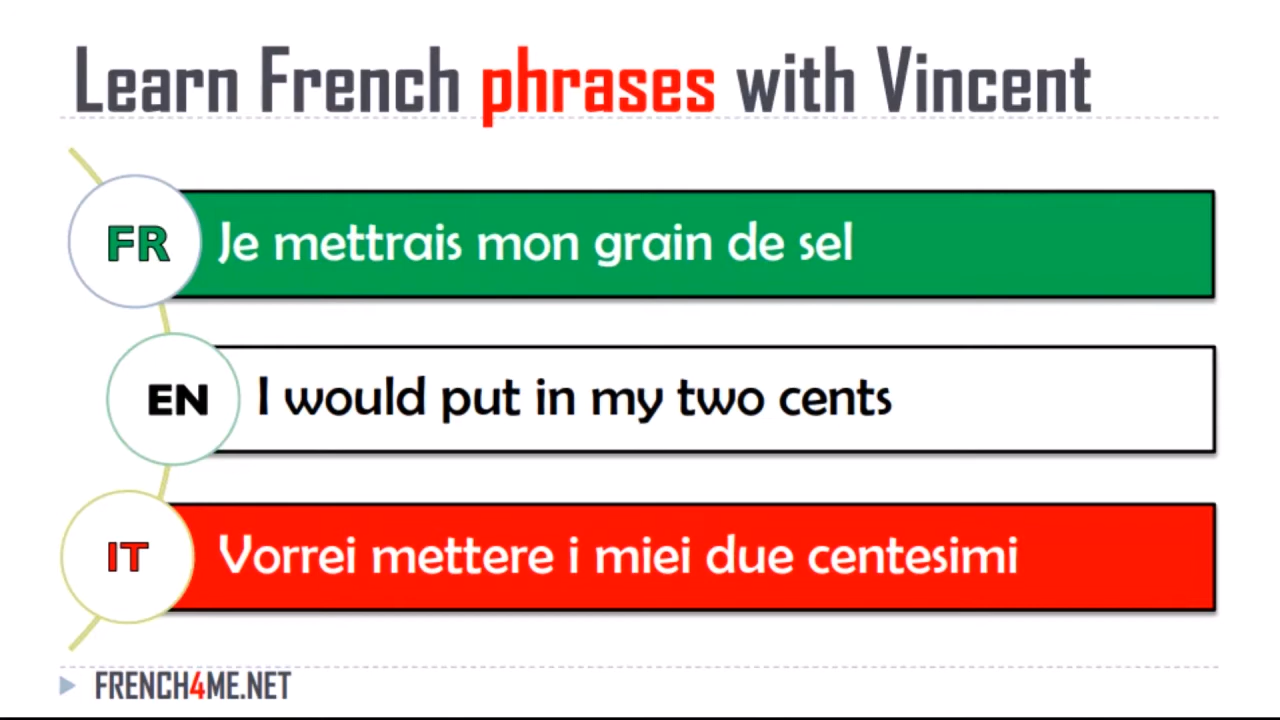 Learn French phrases with Vincent
FR
Je mettrais mon grain de sel
EN
I would put in my two cents
IT
Vorrei mettere i miei due centesimi
FRENCH4ME.NET